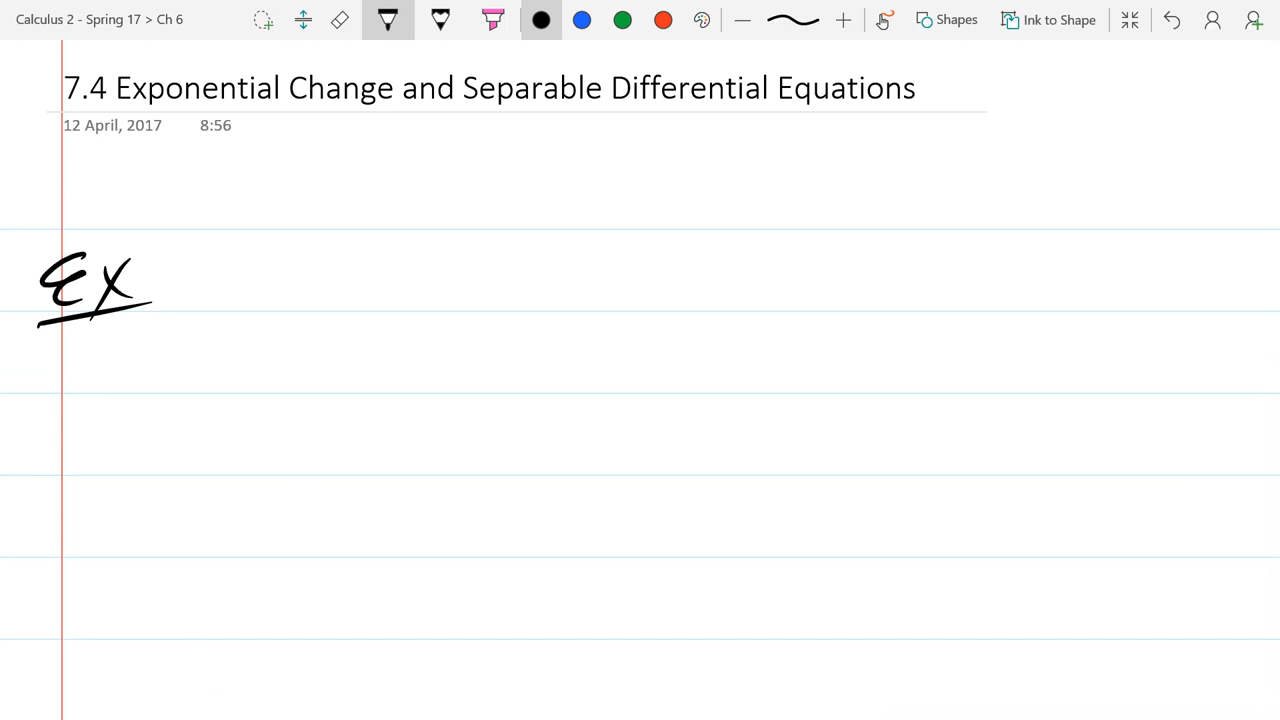 Calculus 2 - Spring 17 > Ch 6
Shapes
Ink to Shape
7.4 Exponential Change and Separable Differential Equations
12 April, 2017 8:56
Ex